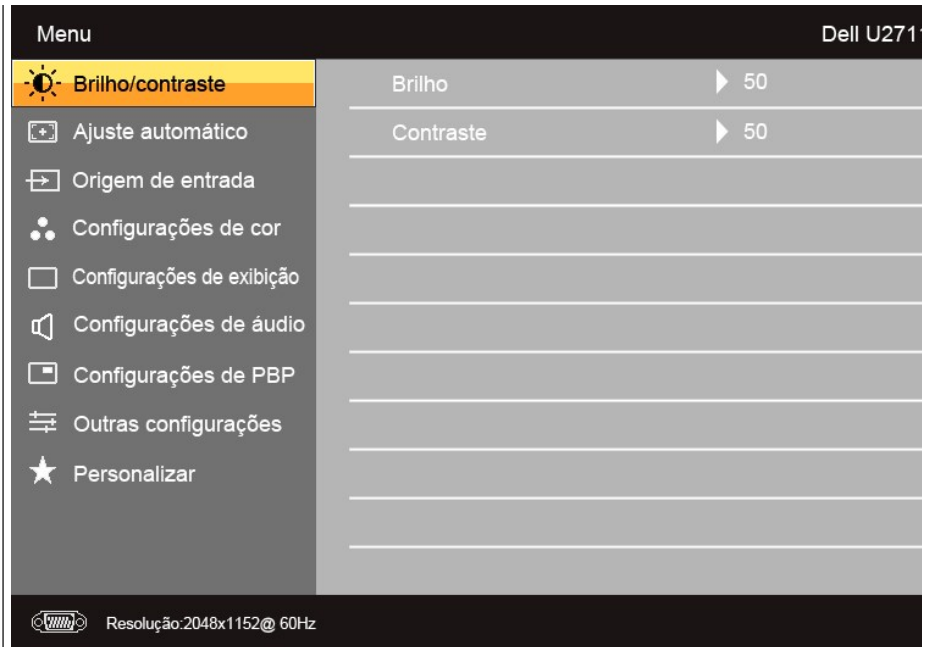 Menu Dell U2711
Brilho/contraste Brilho 50
Ajuste automático Contraste 50
Origem de entrada
Configurações de cor
Configurações de exibição
Configurações de áudio
Configurações de PBP
Outras configurações
Personalizar
Resolução:2048x1152@ 60Hz